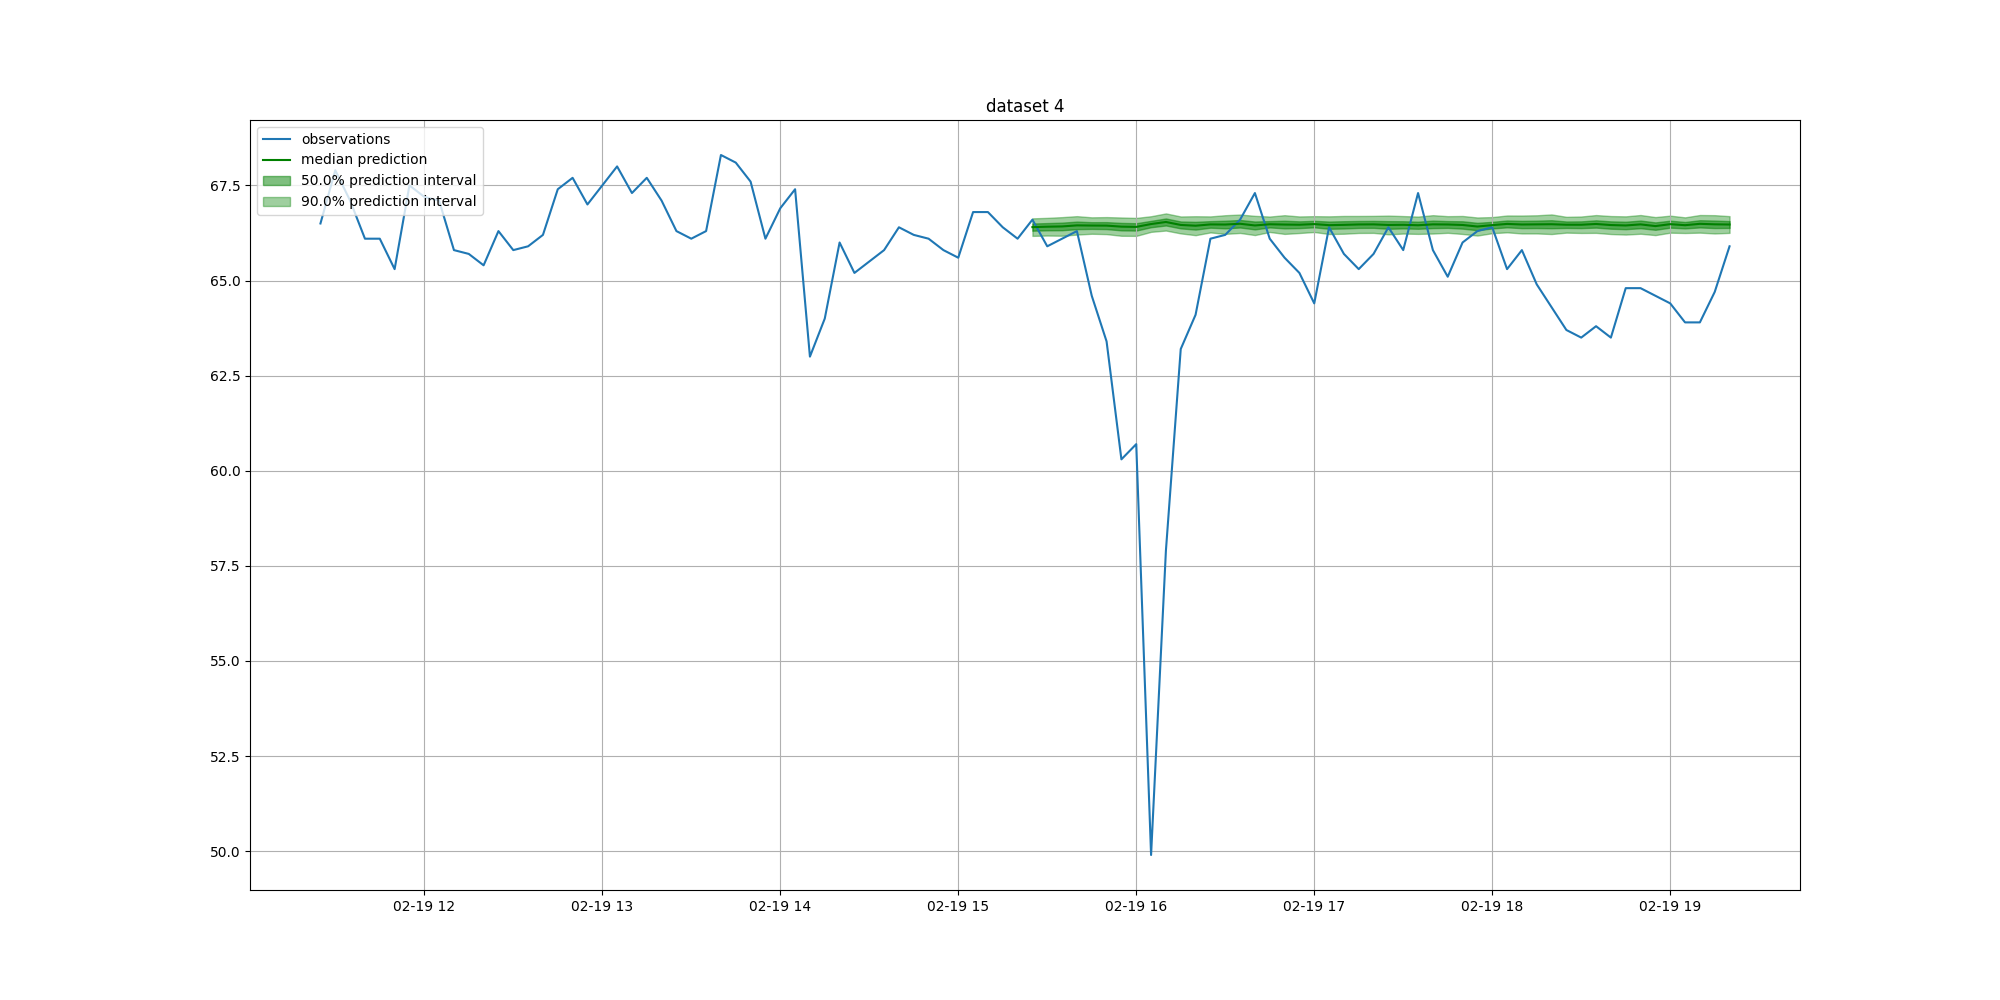 dataset 4
observations
median prediction
50.0% prediction interval
90.0% prediction interval
67.5
65.0
62.5
60.0
57.5
55.0
52.5
50.0
02-19 12 02-19 13 02-19 14 02-19 15 02-19 16 02-19 17 02-19 18 02-19 19